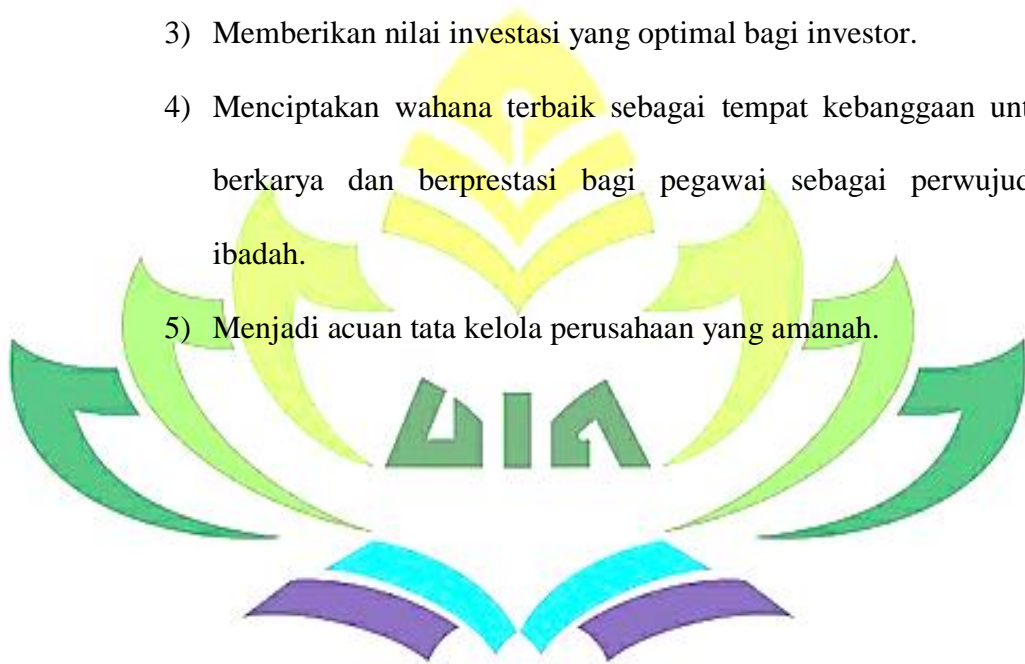 3) Memberikan nilai investasi yang optimal bagi investor.
4) Menciptakan wahana terbaik sebagai tempat kebanggaan unt
berkarya dan berprestasi bagi pegawai sebagai perwujud
ibadah.
5) Menjadi acuan tata kelola perusahaan yang amanah.
UIN